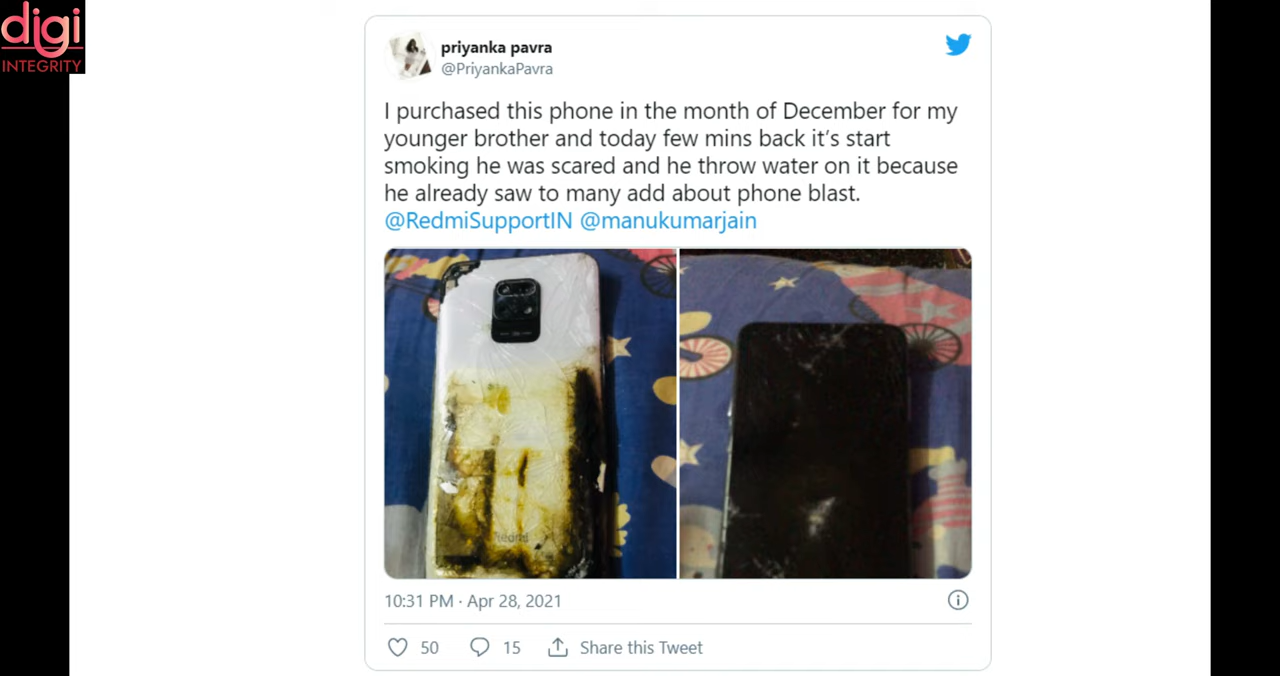 digi
INTEGRITY
priyanka pavra
@PriyankaPavra
I purchased this phone in the month of December for my
younger brother and today few mins back it's start
smoking he was scared and he throw water on it because
he already saw to many add about phone blast.
@RedmiSupportIN @manukumarjain
Redmi
10:31 PM · Apr 28, 2021
50 15 Share this Tweet